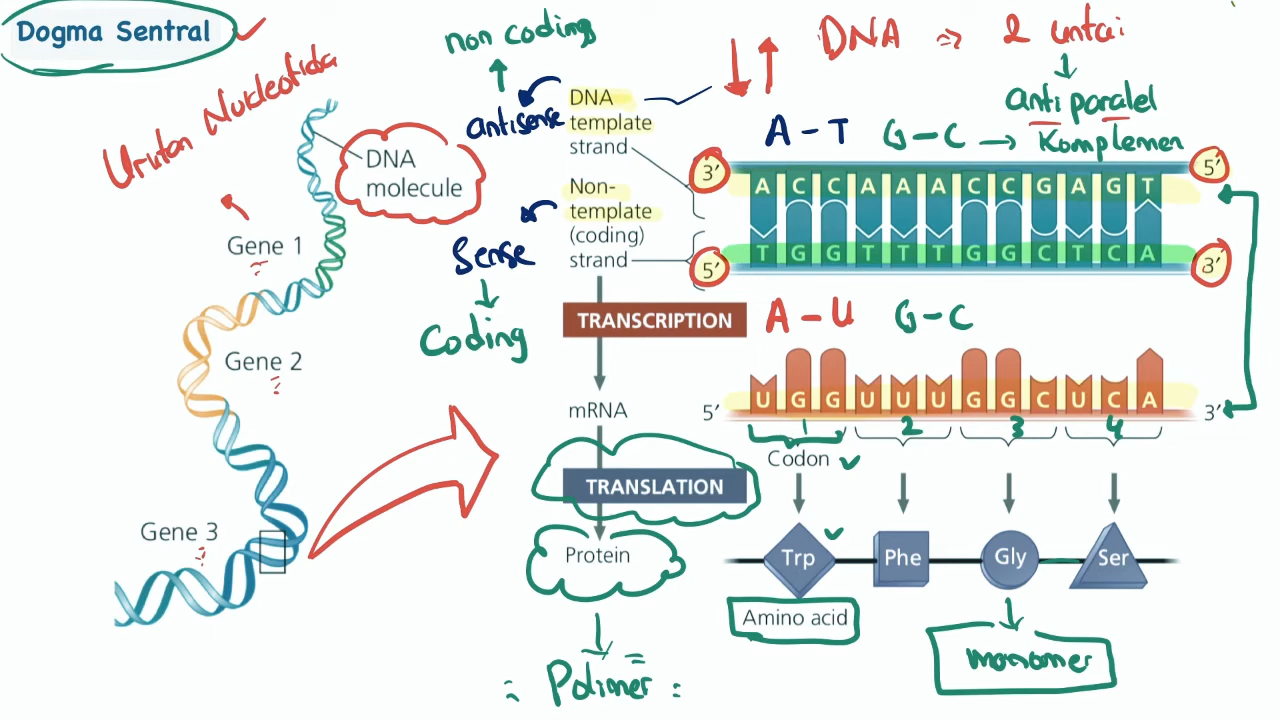 Dogma Sentral
Urutan Nukleotida
DNA
molecule
Gene 1
Gene 2
Gene 3
non coding
antisense
DNA
template
strand
Non-
template
(coding)
strand
Sense
Coding
DNA => 2 untai
Anti paralel
A - T G - C → Komplemen
3' 5'
A C C A A A C C G A G T
T G G T T T G G C T C A
5' 3'
TRANSCRIPTION
A - U G - C
mRNA
5' U G G U U U G G C U C A 3'
1 2 3 4
Codon
TRANSLATION
Protein
Trp Phe Gly Ser
Amino acid
Polimer
monomer